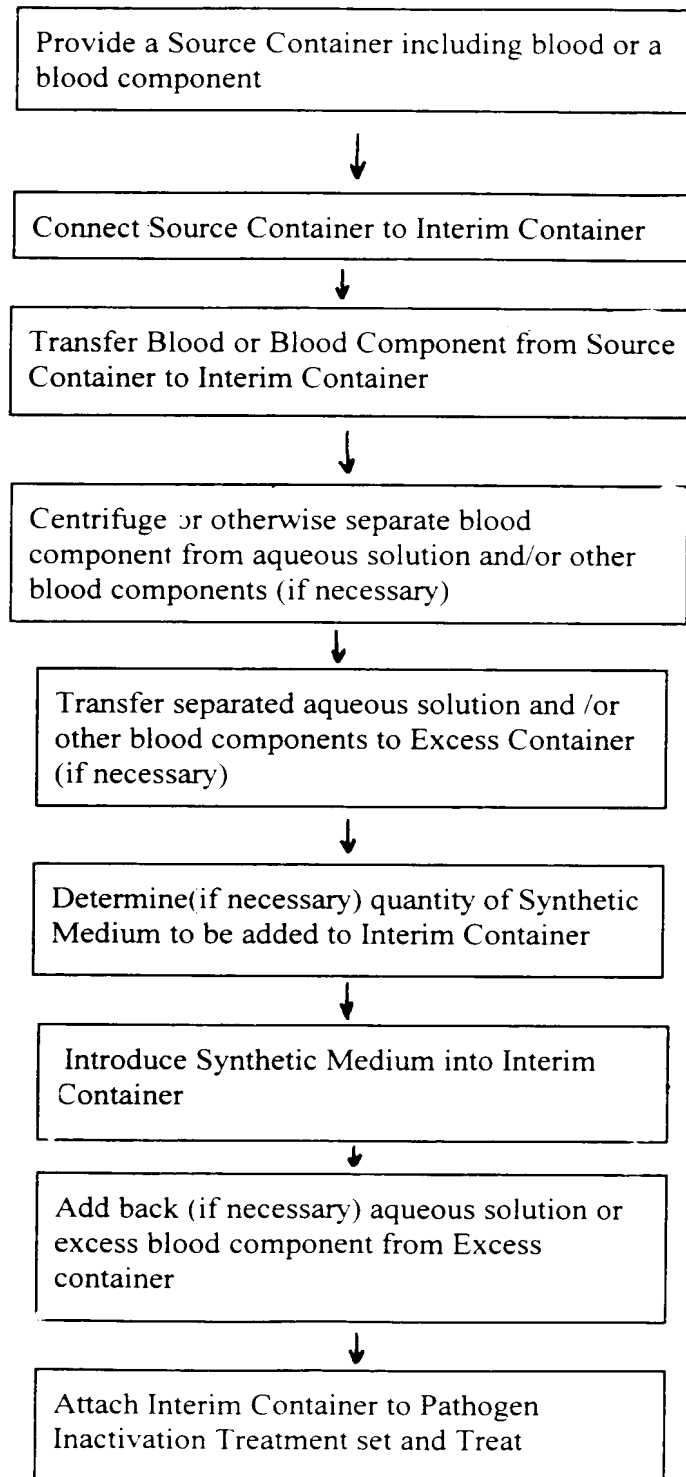 Provide a Source Container including blood or a
blood component
Connect Source Container to Interim Container
Transfer Blood or Blood Component from Source
Container to Interim Container
Centrifuge or otherwise separate blood
component from aqueous solution and/or other
blood components (if necessary)
Transfer separated aqueous solution and /or
other blood components to Excess Container
(if necessary)
Determine(if necessary) quantity of Synthetic
Medium to be added to Interim Container
Introduce Synthetic Medium into Interim
Container
Add back (if necessary) aqueous solution or
excess blood component from Excess
container
Attach Interim Container to Pathogen
Inactivation Treatment set and Treat